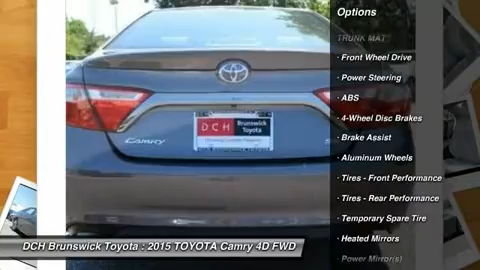 Options
TRUNK MAT
· Front Wheel Drive
· Power Steering
· ABS
· 4-Wheel Disc Brakes
· Brake Assist
· Aluminum Wheels
· Tires - Front Performance
· Tires - Rear Performance
· Temporary Spare Tire
· Heated Mirrors
· Power Mirror(s)
CAMRY
DCH Brunswick Toyota
DCH Brunswick Toyota : 2015 TOYOTA Camry 4D FWD